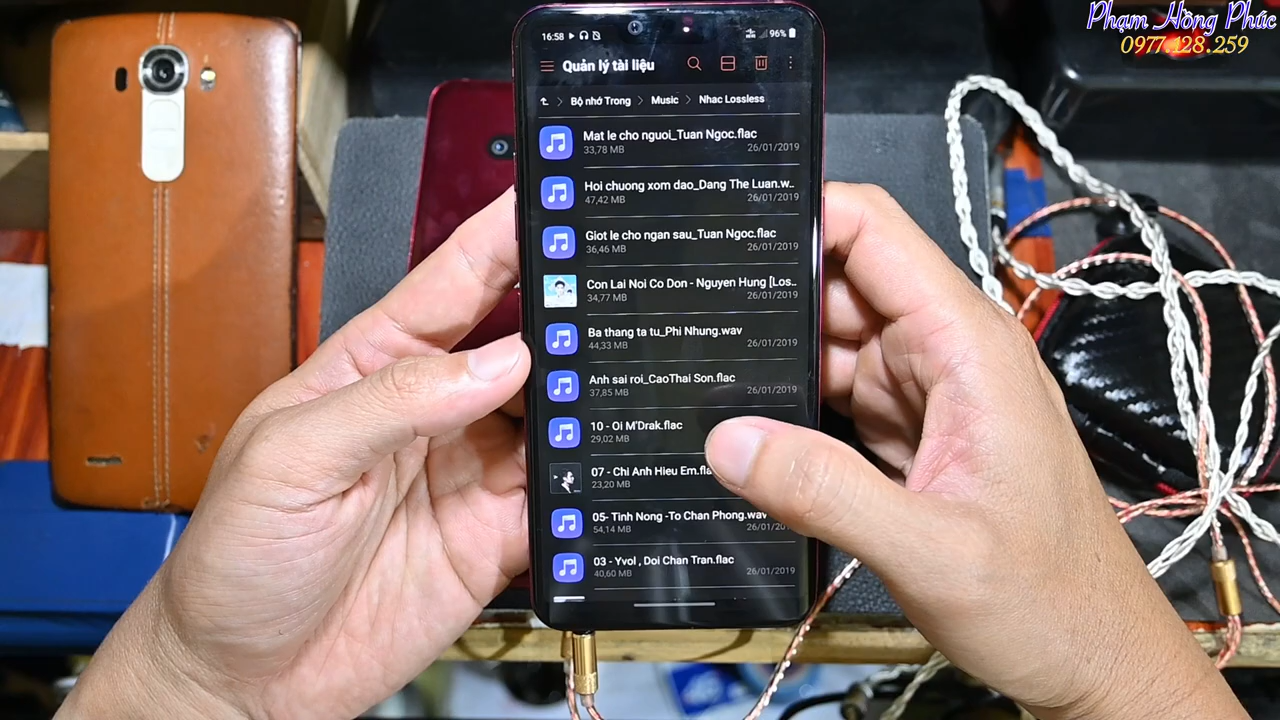 Phạm Hồng Phúc
0977.128.259
16:58 96%
Quản lý tài liệu
Bộ nhớ Trong > Music > Nhac Lossless
Mat le cho nguoi_Tuan Ngoc.flac
33,78 MB 26/01/2019
Hoi chuong xom dao_Dang The Luan.w..
47,42 MB 26/01/2019
Giot le cho ngan sau_Tuan Ngoc.flac
36,46 MB 26/01/2019
Con Lai Noi Co Don - Nguyen Hung [Los..
34,77 MB 26/01/2019
Ba thang ta tu_Phi Nhung.wav
44,33 MB 26/01/2019
Anh sai roi_CaoThai Son.flac
37,85 MB 26/01/2019
10 - Oi M'Drak.flac
29,02 MB
07 - Chi Anh Hieu Em.fla
23,20 MB
05- Tinh Nong -To Chan Phong.wav
54,14 MB 26/01/2019
03 - Yvol , Doi Chan Tran.flac
40,60 MB 26/01/2019